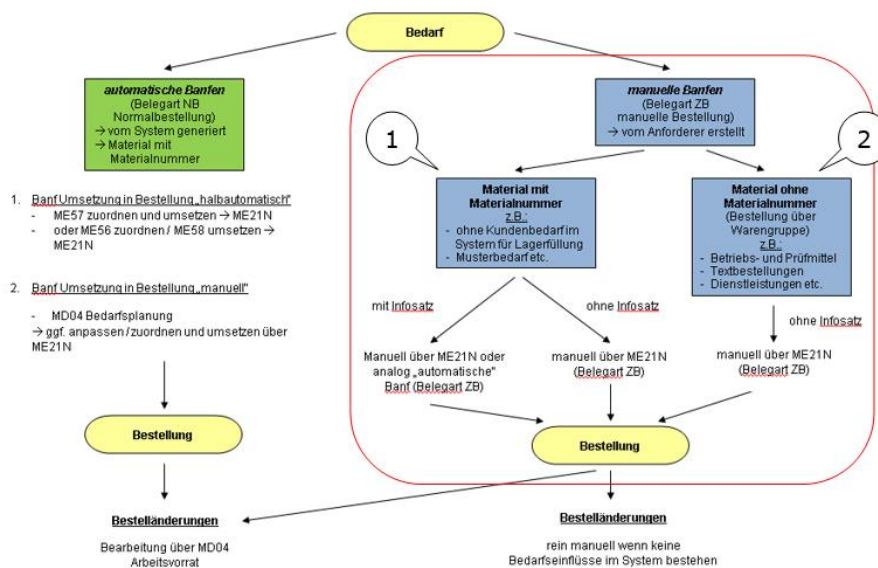 Bedarf
automatische Banfen
(Belegart NB
Normalbestellung)
→ vom System generiert
→ Material mit
Materialnummer
manuelle Banfen
(Belegart ZB
manuelle Bestellung)
→ vom Anforderer erstellt
1
2
Material mit
Materialnummer
z.B.:
- ohne Kundenbedarf im
System für Lagerfüllung
- Musterbedarf etc.
Material ohne
Materialnummer
(Bestellung über
Warengruppe)
z.B.:
- Betriebs- und Prüfmittel
- Textbestellungen
- Dienstleistungen etc.
1. Banf Umsetzung in Bestellung „halbautomatisch"
- ME57 zuordnen und umsetzen → ME21N
- oder ME56 zuordnen / ME58 umsetzen →
ME21N
2. Banf Umsetzung in Bestellung „manuell"
- MD04 Bedarfsplanung
→ ggf. anpassen / zuordnen und umsetzen über
ME21N
mit Infosatz
ohne Infosatz
ohne Infosatz
Manuell über ME21N oder
analog „automatische"
Banf (Belegart ZB)
manuell über ME21N
(Belegart ZB)
manuell über ME21N
(Belegart ZB)
Bestellung
Bestellung
Bestelländerungen
Bearbeitung über MD04
Arbeitsvorrat
Bestelländerungen
rein manuell wenn keine
Bedarfseinflüsse im System bestehen